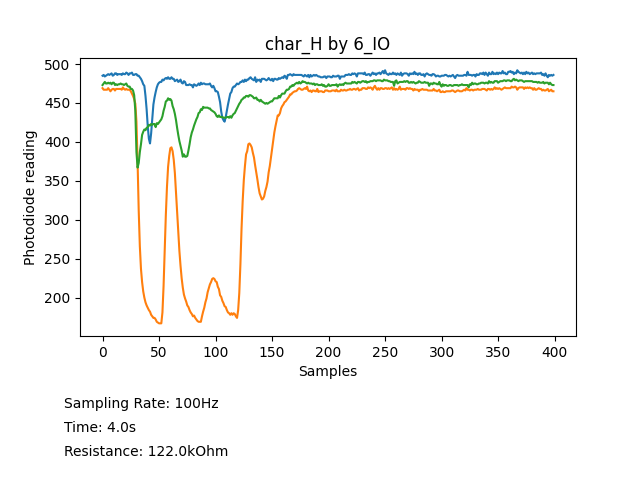 char_H by 6_IO
Photodiode reading
500
450
400
350
300
250
200
0 50 100 150 200 250 300 350 400
Samples
Sampling Rate: 100Hz
Time: 4.0s
Resistance: 122.0kOhm